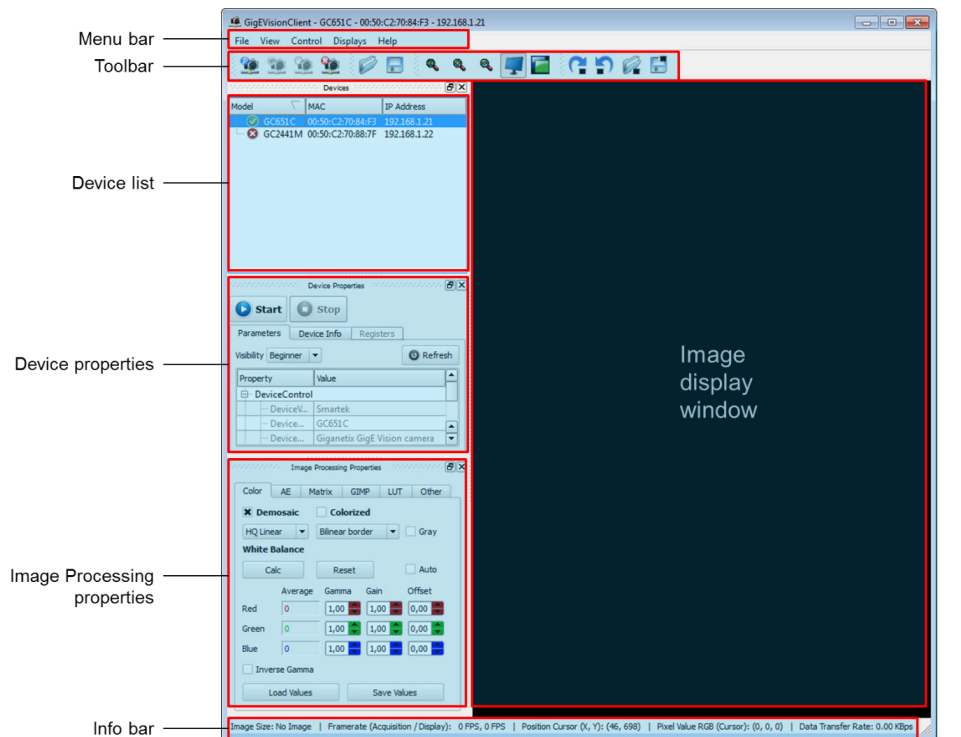 GigEVisionClient - GC651C - 00:50:C2:70:84:F3 - 192.168.1.21
Menu bar
File View Control Displays Help
Toolbar
Devices
Model MAC IP Address
GC651C 00:50:C2:70:84:F3 192.168.1.21
GC2441M 00:50:C2:70:88:7F 192.168.1.22
Device list
Device Properties
Start Stop
Parameters Device Info Registers
Visibility Beginner Refresh
Device properties
Property Value
DeviceControl
DeviceV... Smartek
Device... GC651C
Device... Giganetix GigE Vision camera
Image
display
window
Image Processing Properties
Color AE Matrix GIMP LUT Other
Demosaic Colorized
HQ Linear Bilinear border Gray
White Balance
Calc Reset Auto
Image Processing
properties
Average Gamma Gain Offset
Red 0 1,00 1,00 0,00
Green 0 1,00 1,00 0,00
Blue 0 1,00 1,00 0,00
Inverse Gamma
Load Values Save Values
Info bar
Image Size: No Image | Framerate (Acquisition / Display): 0 FPS, 0 FPS | Position Cursor (X, Y): (46, 698) | Pixel Value RGB (Cursor): (0, 0, 0) | Data Transfer Rate: 0.00 KBps